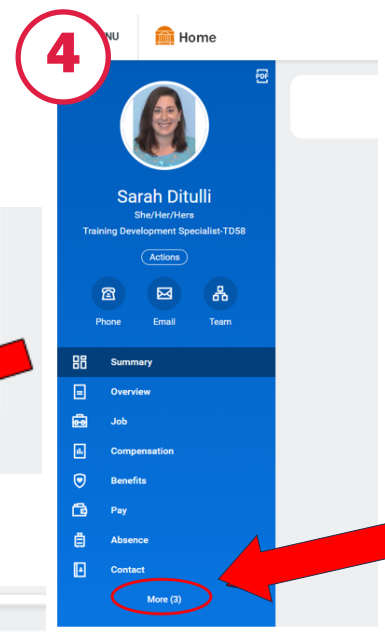 4
NU
Home
PDF
Sarah Ditulli
She/Her/Hers
Training Development Specialist-TD58
Actions
Phone Email Team
Summary
Overview
Job
Compensation
Benefits
Pay
Absence
Contact
More (3)